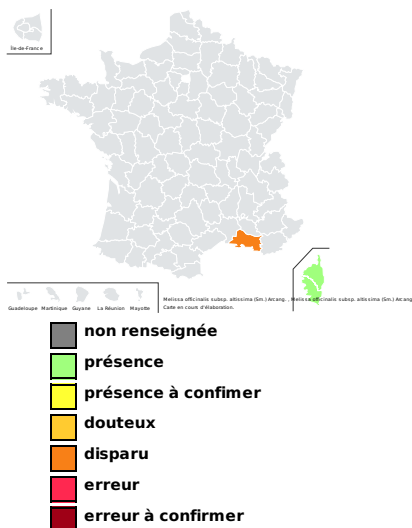 Île-de-France
Guadeloupe Martinique Guyane La Réunion Mayotte
Melissa officinalis subsp. altissima (Sm.) Arcang. , Melissa officinalis subsp. altissima (Sm.) Arcang
Carte en cours d'élaboration.
non renseignée
présence
présence à confimer
douteux
disparu
erreur
erreur à confirmer